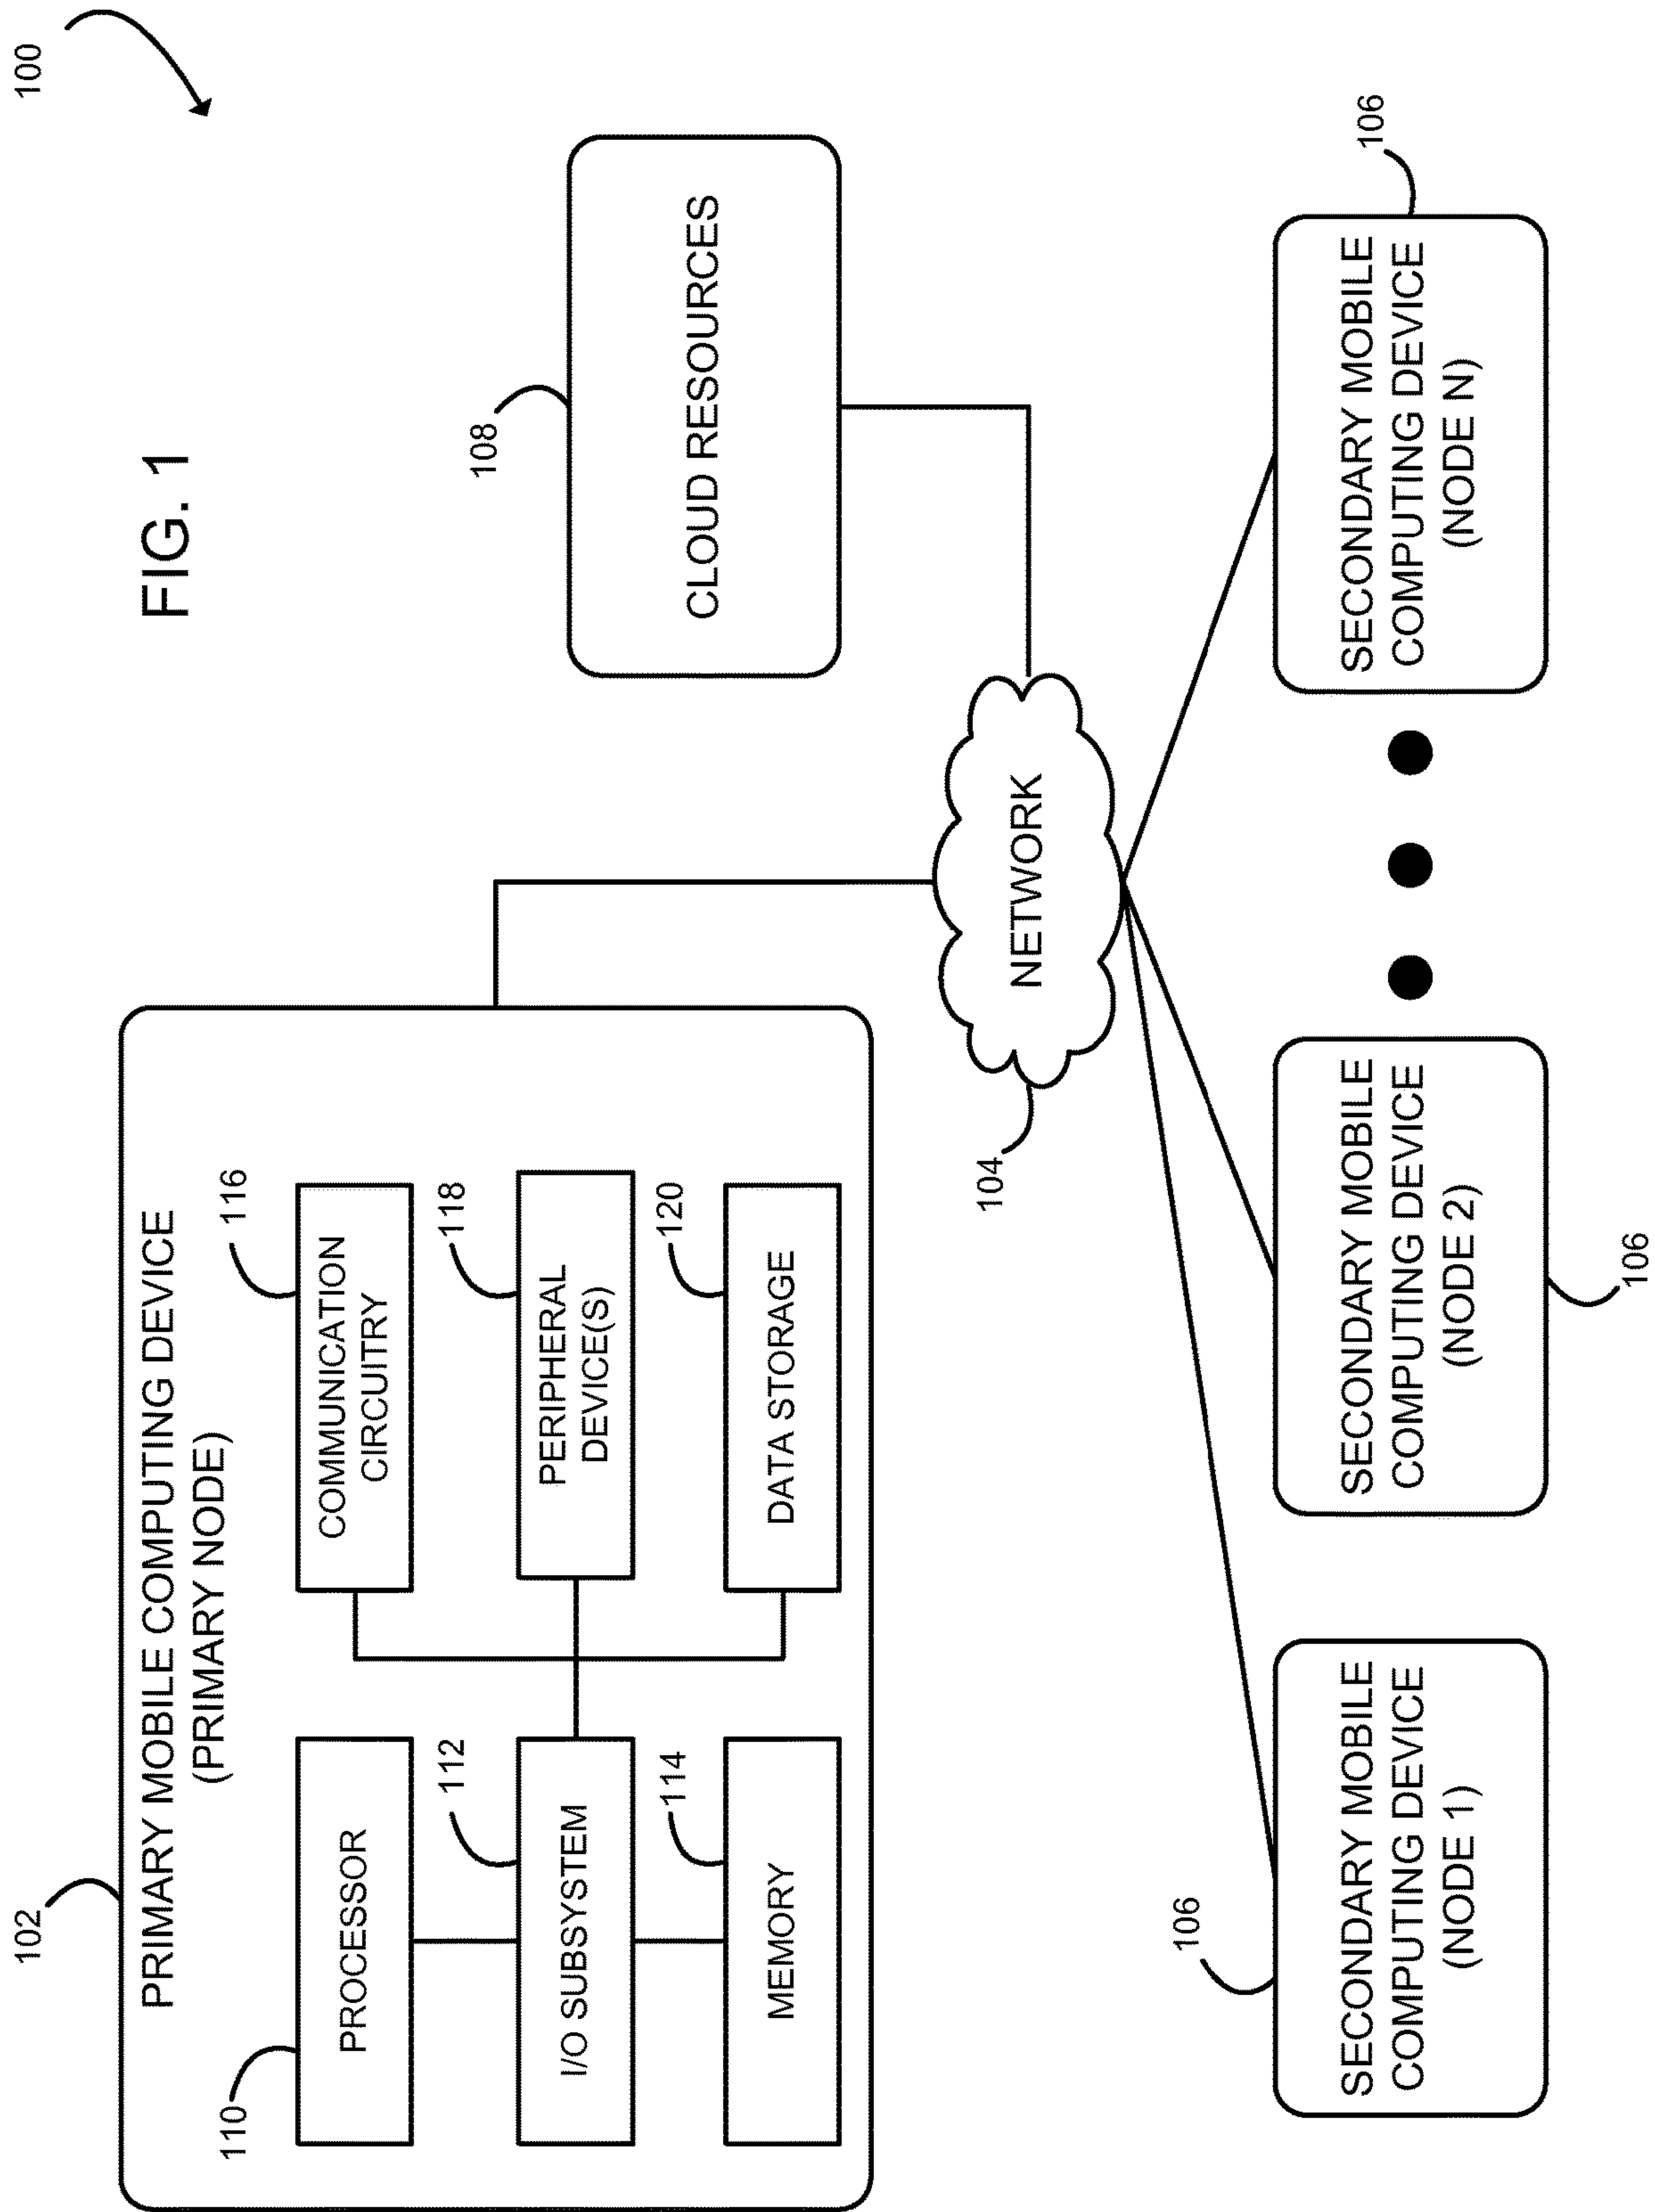 100
FIG. 1
102
PRIMARY MOBILE COMPUTING DEVICE
(PRIMARY NODE)
110
PROCESSOR
116
COMMUNICATION
CIRCUITRY
112
I/O SUBSYSTEM
118
PERIPHERAL
DEVICE(S)
114
MEMORY
120
DATA STORAGE
108
CLOUD RESOURCES
104
NETWORK
106
SECONDARY MOBILE
COMPUTING DEVICE
(NODE 1)
SECONDARY MOBILE
COMPUTING DEVICE
(NODE 2)
106
SECONDARY MOBILE
COMPUTING DEVICE
(NODE N)
106